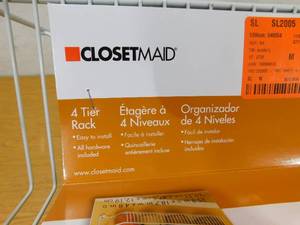 SL SL2005
CLOSETMAID®
4 Tier
Rack
• Easy to install
• All hardware
included
Étagère à
4 Niveaux
• Facile à installer
• Quincaillerie
entièrement incluse
Organizador
de 4 Niveles
• Fácil de instalar
• Herrajes de instalación
incluidos
www.closetmaid.com